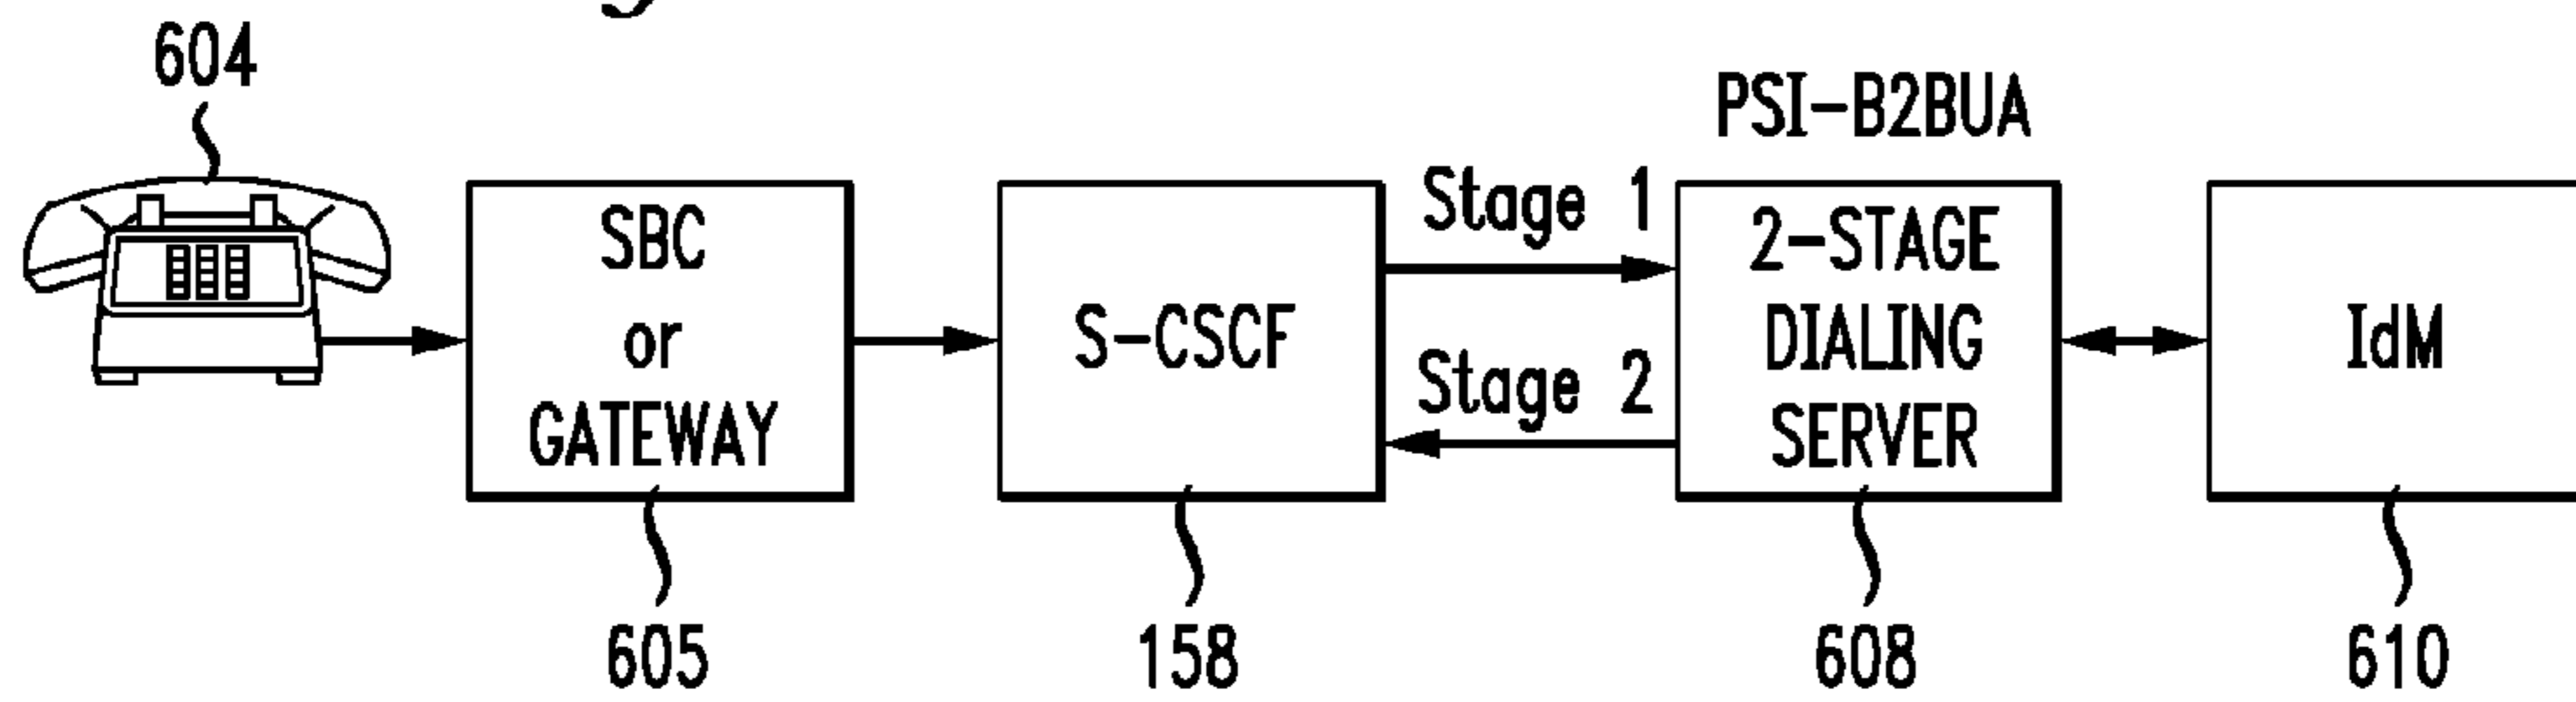 604
PSI-B2BUA
SBC
or
GATEWAY
S-CSCF
Stage 1
Stage 2
2-STAGE
DIALING
SERVER
IdM
605
158
608
610